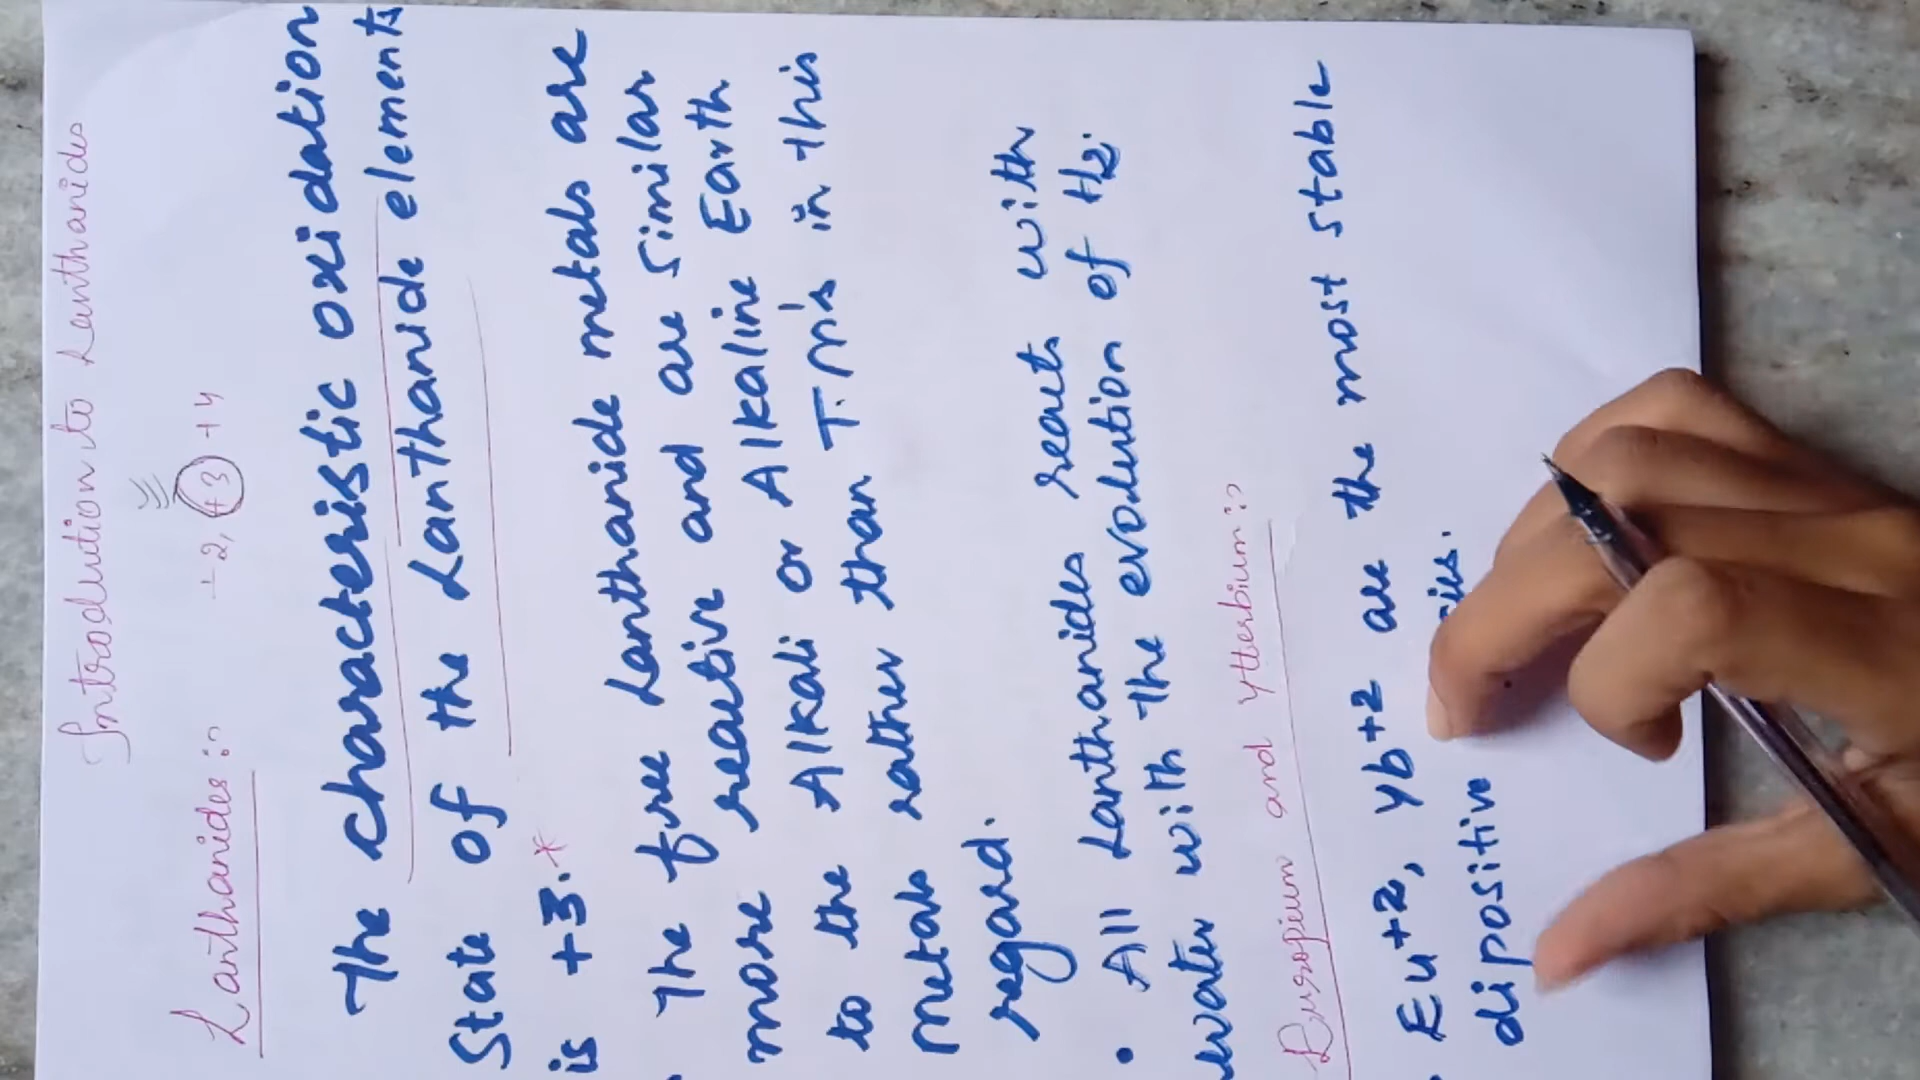 Introdution to Lanthanides
+2, +3, +4
Lanthanides :-
The characteristic oxidation
State of the Lanthanide elements
is +3. *
The free Lanthanide metals are
more reactive and are similar
to the Alkali or Alkaline Earth
metals rather than T.M's in this
regard.
• All Lanthanides reacts with
water with the evolution of H2.
Europium and ytterbium :-
• Eu+2, yb+2 are the most stable
dipositive